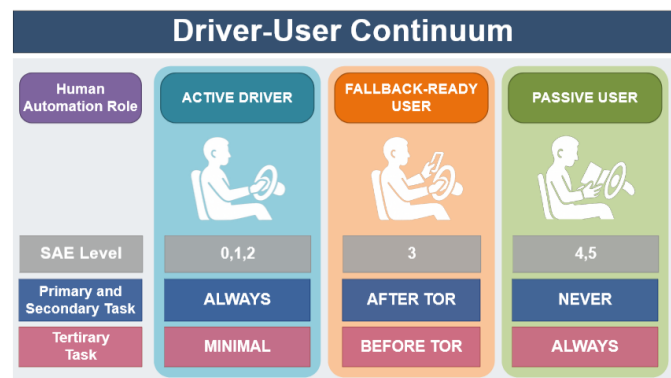 Driver-User Continuum
Human
Automation Role
ACTIVE DRIVER
FALLBACK-READY
USER
PASSIVE USER
SAE Level
0,1,2
3
4,5
Primary and
Secondary Task
ALWAYS
AFTER TOR
NEVER
Tertirary
Task
MINIMAL
BEFORE TOR
ALWAYS